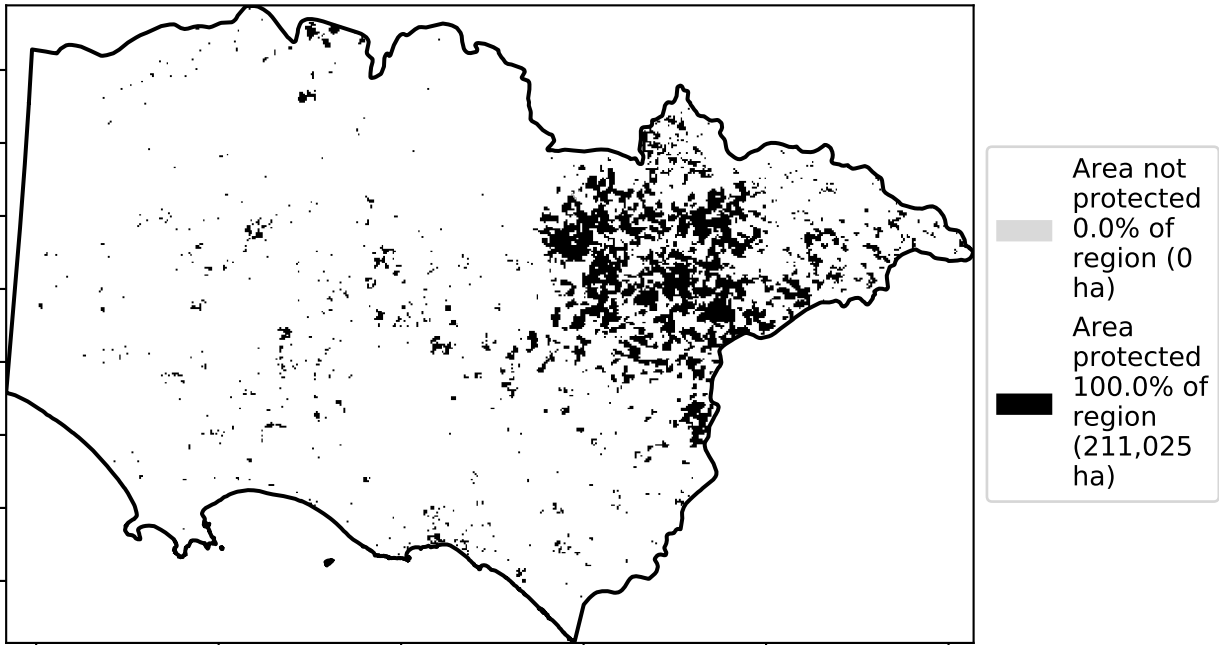 Area not
protected
0.0% of
region (0
ha)
Area
protected
100.0% of
region
(211,025
ha)